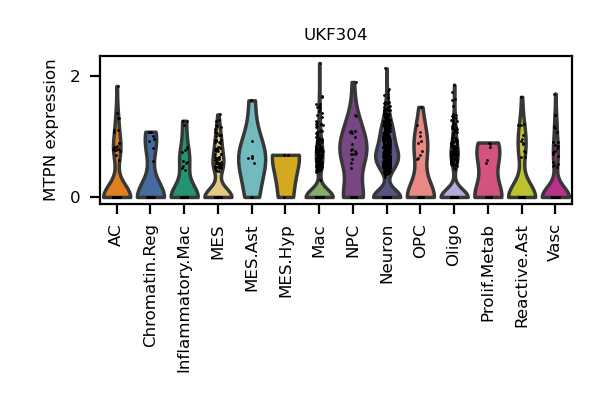 UKF304
MTPN expression
2
0
AC
Chromatin.Reg
Inflammatory.Mac
MES
MES.Ast
MES.Hyp
Mac
NPC
Neuron
OPC
Oligo
Prolif.Metab
Reactive.Ast
Vasc